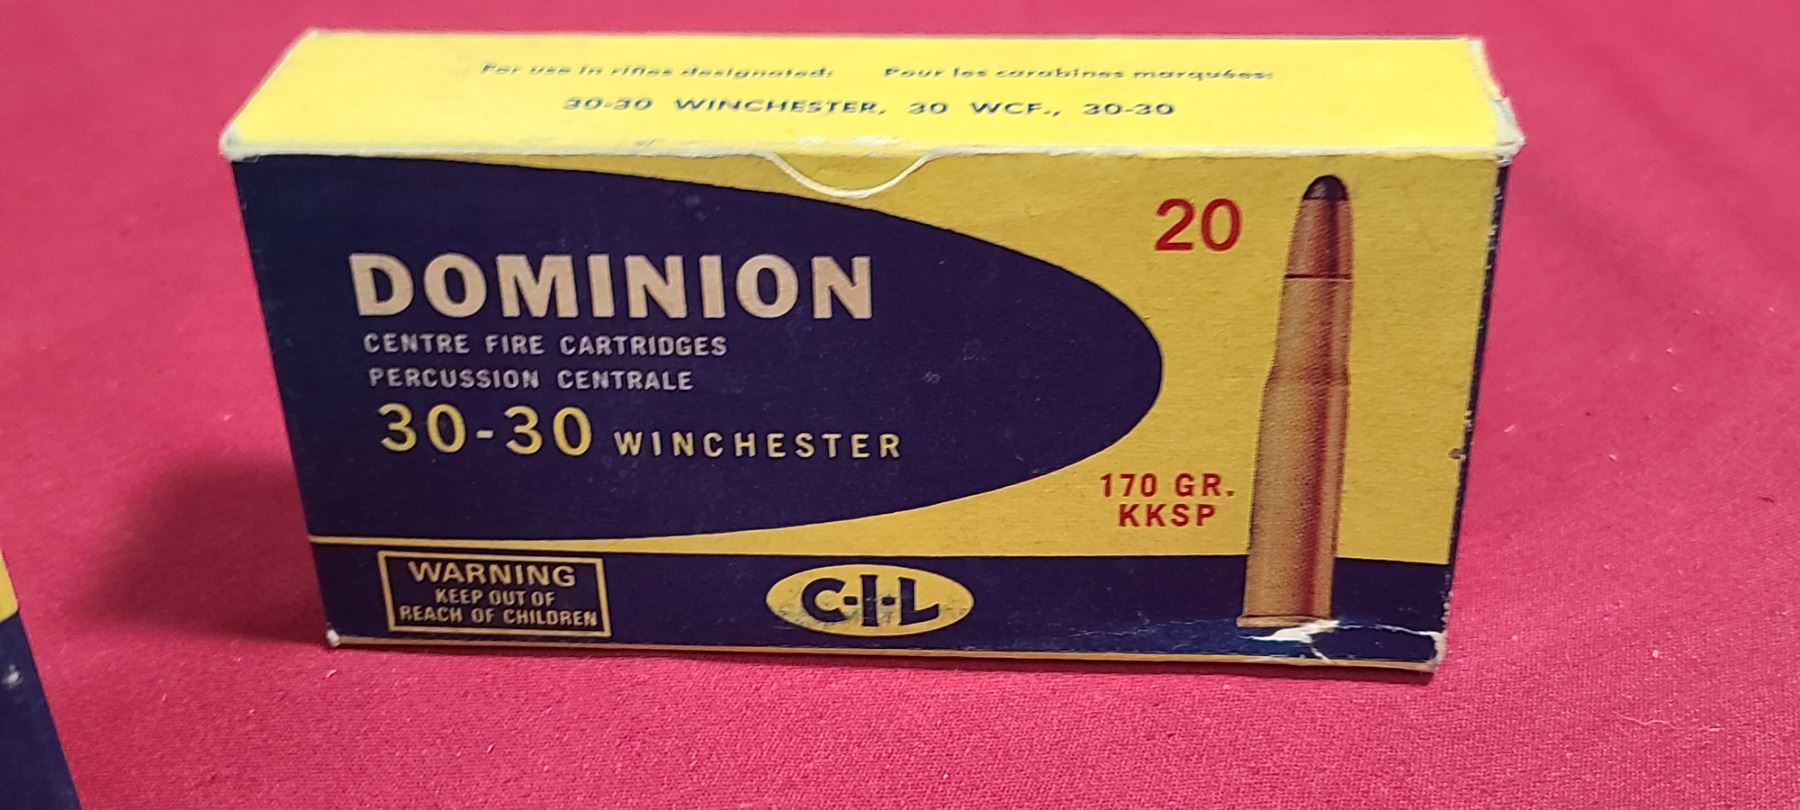 For use in rifles designated: Pour les carabines marquées:
30-30 WINCHESTER, 30 WCF., 30-30
20
DOMINION
CENTRE FIRE CARTRIDGES
PERCUSSION CENTRALE
30-30 WINCHESTER
170 GR.
KKSP
WARNING
KEEP OUT OF
REACH OF CHILDREN
C·I·L